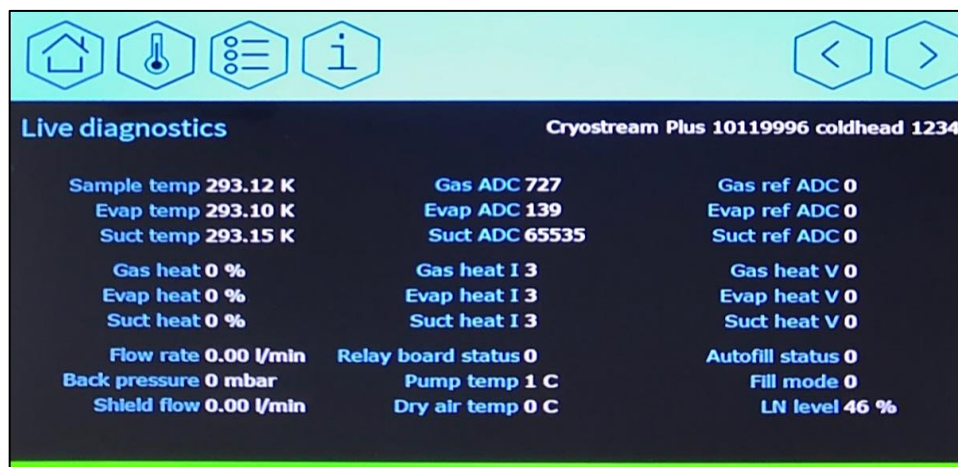 Live diagnostics
Cryostream Plus 10119996 coldhead 1234
Sample temp 293.12 K Gas ADC 727 Gas ref ADC 0
Evap temp 293.10 K Evap ADC 139 Evap ref ADC 0
Suct temp 293.15 K Suct ADC 65535 Suct ref ADC 0
Gas heat 0 % Gas heat I 3 Gas heat V 0
Evap heat 0 % Evap heat I 3 Evap heat V 0
Suct heat 0 % Suct heat I 3 Suct heat V 0
Flow rate 0.00 l/min Relay board status 0 Autofill status 0
Back pressure 0 mbar Pump temp 1 C Fill mode 0
Shield flow 0.00 l/min Dry air temp 0 C LN level 46 %